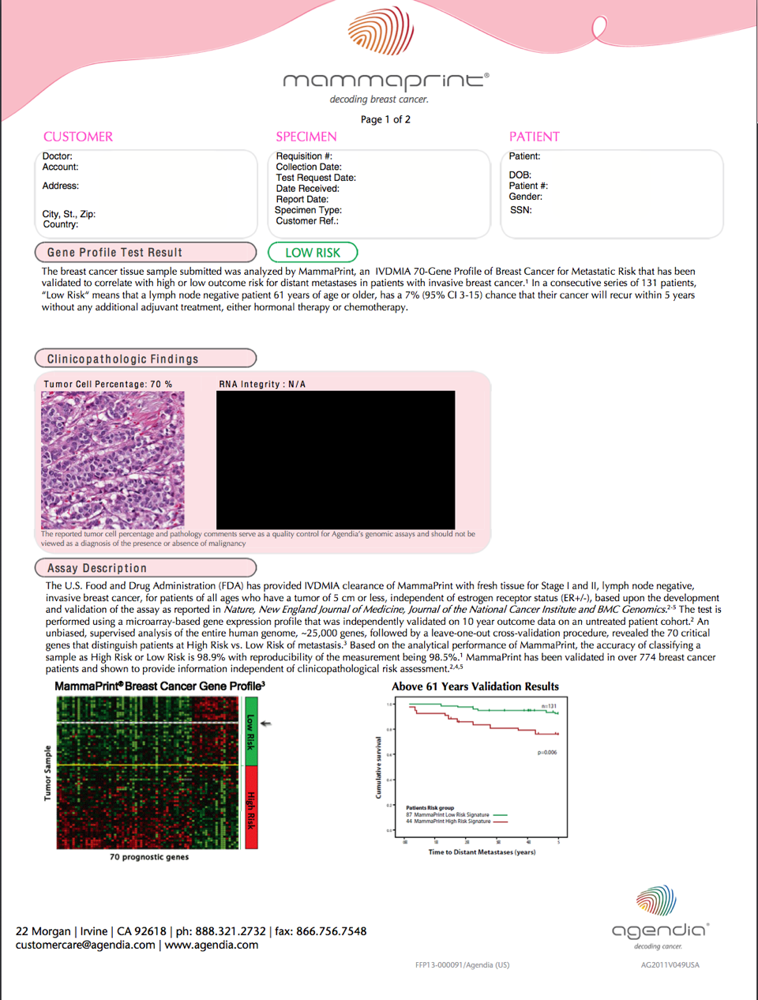 mammaprint®
decoding breast cancer.
Page 1 of 2
CUSTOMER
Doctor:
Account:
Address:
City, St., Zip:
Country:
SPECIMEN
Requisition #:
Collection Date:
Test Request Date:
Date Received:
Report Date:
Specimen Type:
Customer Ref.:
PATIENT
Patient:
DOB:
Patient #:
Gender:
SSN:
Gene Profile Test Result
LOW RISK
The breast cancer tissue sample submitted was analyzed by MammaPrint, an IVDMIA 70-Gene Profile of Breast Cancer for Metastatic Risk that has been
validated to correlate with high or low outcome risk for distant metastases in patients with invasive breast cancer.¹ In a consecutive series of 131 patients,
“Low Risk“ means that a lymph node negative patient 61 years of age or older, has a 7% (95% CI 3-15) chance that their cancer will recur within 5 years
without any additional adjuvant treatment, either hormonal therapy or chemotherapy.
Clinicopathologic Findings
Tumor Cell Percentage: 70 %
RNA Integrity : N/A
The reported tumor cell percentage and pathology comments serve as a quality control for Agendia's genomic assays and should not be
viewed as a diagnosis of the presence or absence of malignancy
Assay Description
The U.S. Food and Drug Administration (FDA) has provided IVDMIA clearance of MammaPrint with fresh tissue for Stage I and II, lymph node negative,
invasive breast cancer, for patients of all ages who have a tumor of 5 cm or less, independent of estrogen receptor status (ER+/-), based upon the development
and validation of the assay as reported in Nature, New England Journal of Medicine, Journal of the National Cancer Institute and BMC Genomics.²⁻⁵ The test is
performed using a microarray-based gene expression profile that was independently validated on 10 year outcome data on an untreated patient cohort.² An
unbiased, supervised analysis of the entire human genome, ~25,000 genes, followed by a leave-one-out cross-validation procedure, revealed the 70 critical
genes that distinguish patients at High Risk vs. Low Risk of metastasis.³ Based on the analytical performance of MammaPrint, the accuracy of classifying a
sample as High Risk or Low Risk is 98.9% with reproducibility of the measurement being 98.5%.¹ MammaPrint has been validated in over 774 breast cancer
patients and shown to provide information independent of clinicopathological risk assessment.²,⁴,⁵
MammaPrint® Breast Cancer Gene Profile³
Tumor Sample
Low Risk
High Risk
70 prognostic genes
Above 61 Years Validation Results
Cumulative survival
1.0
0.8
0.6
0.4
0.2
0.0
n=131
p=0.006
Patients Risk group
87 MammaPrint Low Risk Signature
44 MammaPrint High Risk Signature
5
Time to Distant Metastases (years)
agendia®
decoding cancer.
22 Morgan | Irvine | CA 92618 | ph: 888.321.2732 | fax: 866.756.7548
customercare@agendia.com | www.agendia.com
FFP13-000091/Agendia (US)
AG2011V049USA